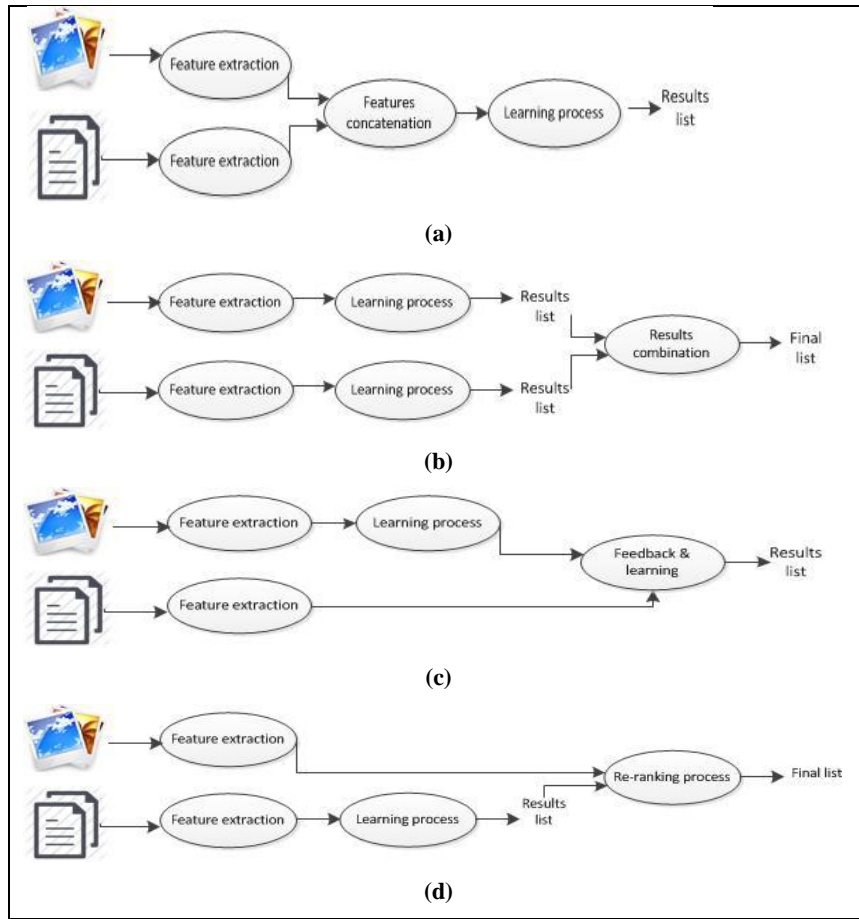 Feature extraction
Features
concatenation
Learning process
Results
list
Feature extraction
(a)
Feature extraction
Learning process
Results
list
Results
combination
Final
list
Feature extraction
Learning process
Results
list
(b)
Feature extraction
Learning process
Feedback &
learning
Results
list
Feature extraction
(c)
Feature extraction
Re-ranking process
Final list
Feature extraction
Learning process
Results
list
(d)